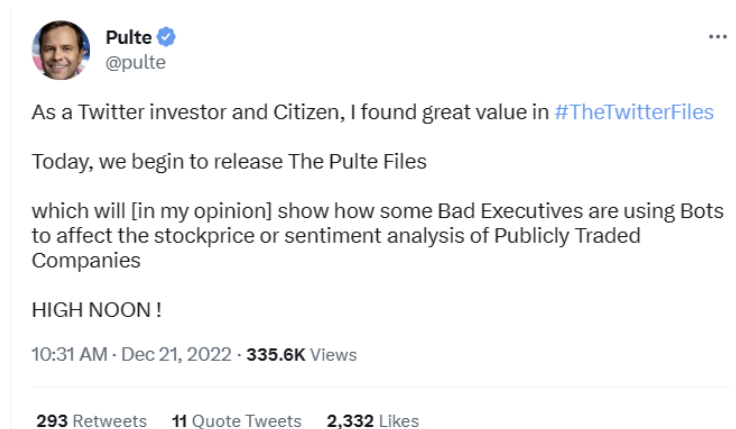 Pulte
@pulte
As a Twitter investor and Citizen, I found great value in #TheTwitterFiles
Today, we begin to release The Pulte Files
which will [in my opinion] show how some Bad Executives are using Bots
to affect the stockprice or sentiment analysis of Publicly Traded
Companies
HIGH NOON !
10:31 AM · Dec 21, 2022 · 335.6K Views
293 Retweets 11 Quote Tweets 2,332 Likes